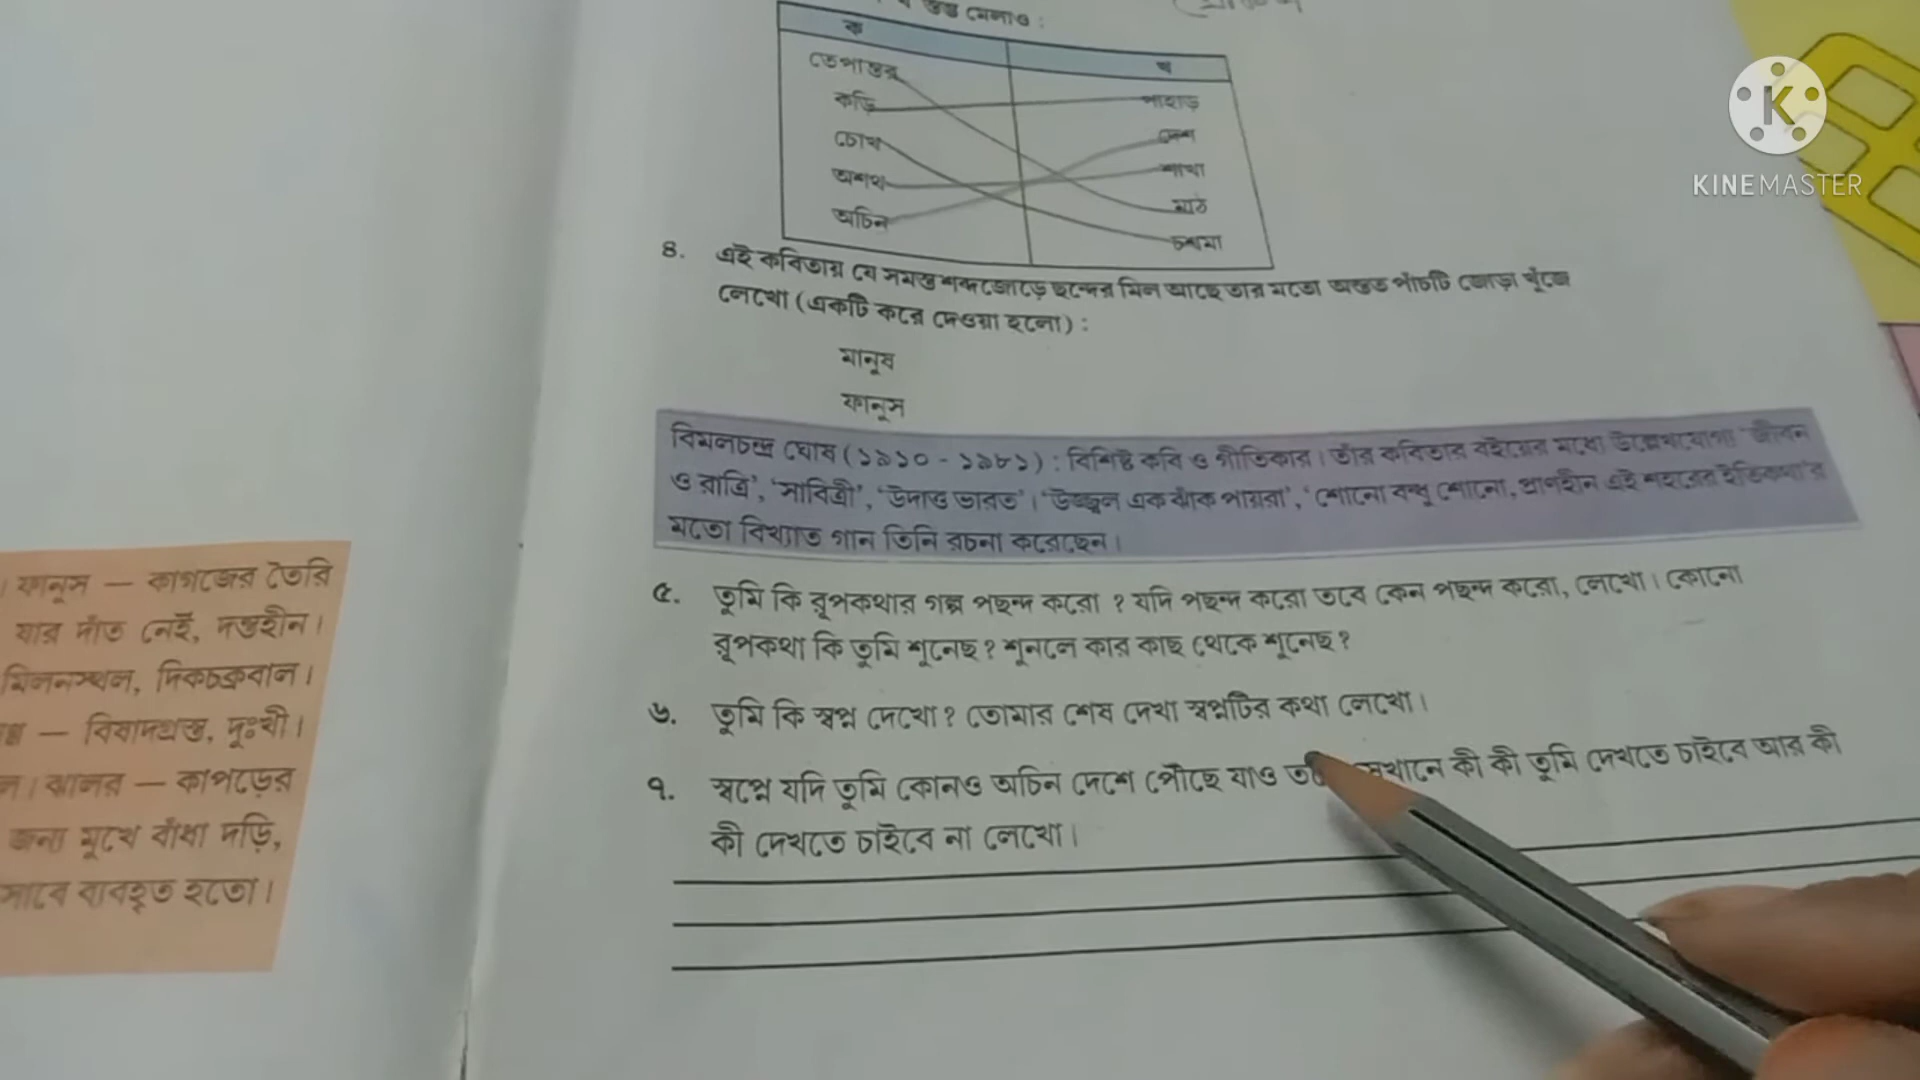 স্তম্ভ মেলাও :
ক
খ
তেপান্তর
কড়ি
পাহাড়
চোখ
দেশ
অশথ
শাখা
অচিন
মাঠ
চশমা
KINEMASTER
৪. এই কবিতায় যে সমস্ত শব্দজোড়ে ছন্দের মিল আছে তার মতো অন্তত পাঁচটি জোড়া খুঁজে
লেখো (একটি করে দেওয়া হলো) :
মানুষ
ফানুস
বিমলচন্দ্র ঘোষ (১৯১০ - ১৯৮১) : বিশিষ্ট কবি ও গীতিকার। তাঁর কবিতার বইয়ের মধ্যে উল্লেখযোগ্য 'জীবন
ও রাত্রি', 'সাবিত্রী', 'উদাত্ত ভারত'। 'উজ্জ্বল এক ঝাঁক পায়রা', 'শোনো বন্ধু শোনো, প্রাণহীন এই শহরের ইতিকথা'র
মতো বিখ্যাত গান তিনি রচনা করেছেন।
। ফানুস — কাগজের তৈরি
যার দাঁত নেই, দন্তহীন।
মিলনস্থল, দিকচক্রবাল।
— বিষাদগ্রস্ত, দুঃখী।
ঝালর — কাপড়ের
জন্য মুখে বাঁধা দড়ি,
ব্যবহৃত হতো।
৫. তুমি কি রূপকথার গল্প পছন্দ করো ? যদি পছন্দ করো তবে কেন পছন্দ করো, লেখো। কোনো
রূপকথা কি তুমি শুনেছ ? শুনলে কার কাছ থেকে শুনেছ ?
৬. তুমি কি স্বপ্ন দেখো ? তোমার শেষ দেখা স্বপ্নটির কথা লেখো।
৭. স্বপ্নে যদি তুমি কোনও অচিন দেশে পৌঁছে যাও কী কী তুমি দেখতে চাইবে আর কী
কী দেখতে চাইবে না লেখো।